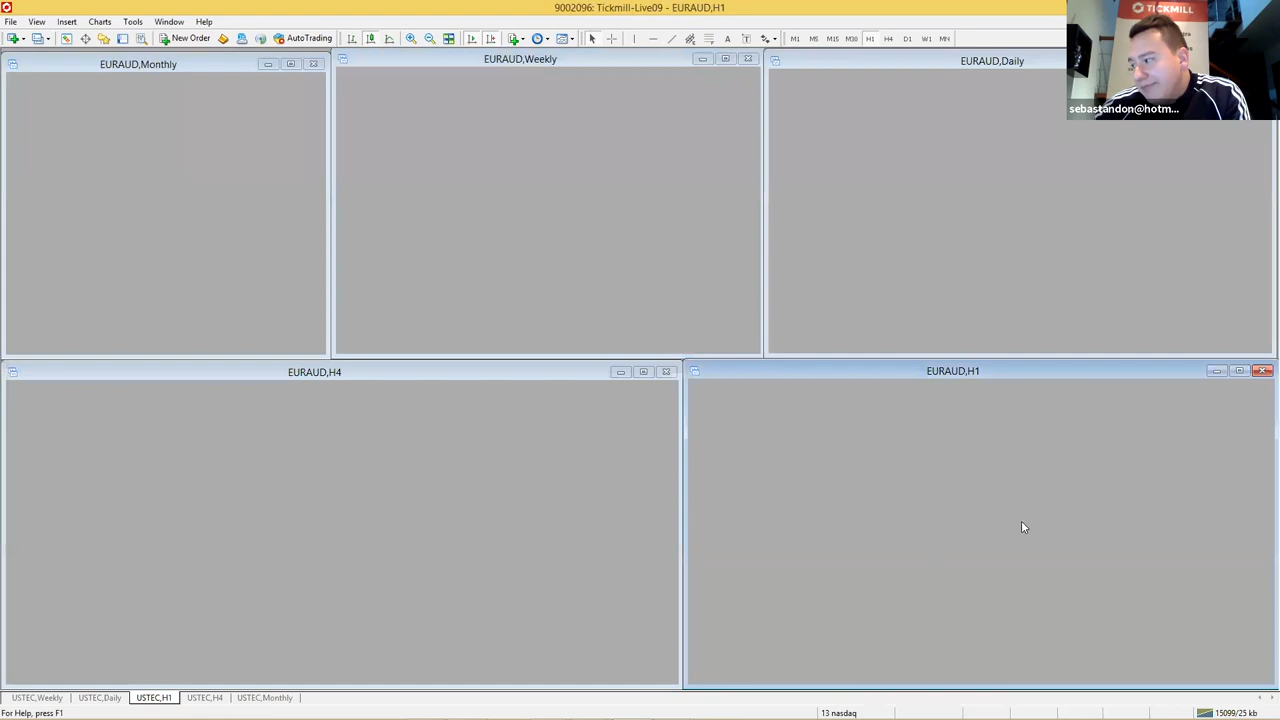 9002096: Tickmill-Live09 - EURAUD,H1
File View Insert Charts Tools Window Help
New Order AutoTrading A T M1 M5 M15 M30 H1 H4 D1 W1 MN
TICKMILL
sebastandon@hotm...
EURAUD,Monthly
EURAUD,Weekly
EURAUD,Daily
EURAUD,H4
EURAUD,H1
USTEC,Weekly USTEC,Daily USTEC,H1 USTEC,H4 USTEC,Monthly
For Help, press F1 13 nasdaq 15099/25 kb